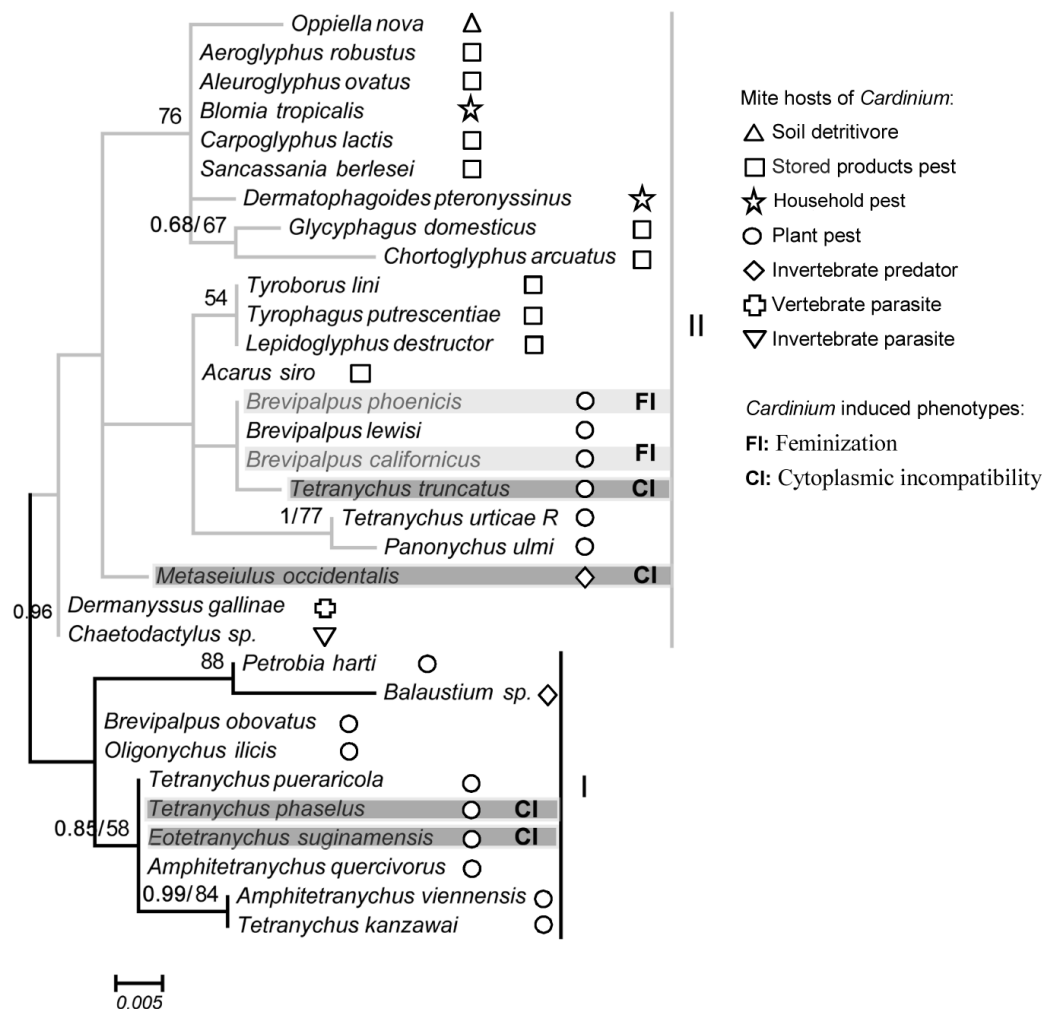 Oppiella nova
Aeroglyphus robustus
Aleuroglyphus ovatus
76
Blomia tropicalis
Carpoglyphus lactis
Sancassania berlesei
Dermatophagoides pteronyssinus
0.68/67
Glycyphagus domesticus
Chortoglyphus arcuatus
Tyroborus lini
54
Tyrophagus putrescentiae
Lepidoglyphus destructor
Acarus siro
Brevipalpus phoenicis FI
Brevipalpus lewisi
Brevipalpus californicus FI
Tetranychus truncatus CI
1/77
Tetranychus urticae R
Panonychus ulmi
Metaseiulus occidentalis CI
0.96
Dermanyssus gallinae
Chaetodactylus sp.
II
88
Petrobia harti
Balaustium sp.
Brevipalpus obovatus
Oligonychus ilicis
Tetranychus pueraricola
Tetranychus phaselus CI
0.85/58
Eotetranychus suginamensis CI
Amphitetranychus quercivorus
0.99/84
Amphitetranychus viennensis
Tetranychus kanzawai
I
0.005
Mite hosts of Cardinium:
Soil detritivore
Stored products pest
Household pest
Plant pest
Invertebrate predator
Vertebrate parasite
Invertebrate parasite
Cardinium induced phenotypes:
FI: Feminization
CI: Cytoplasmic incompatibility